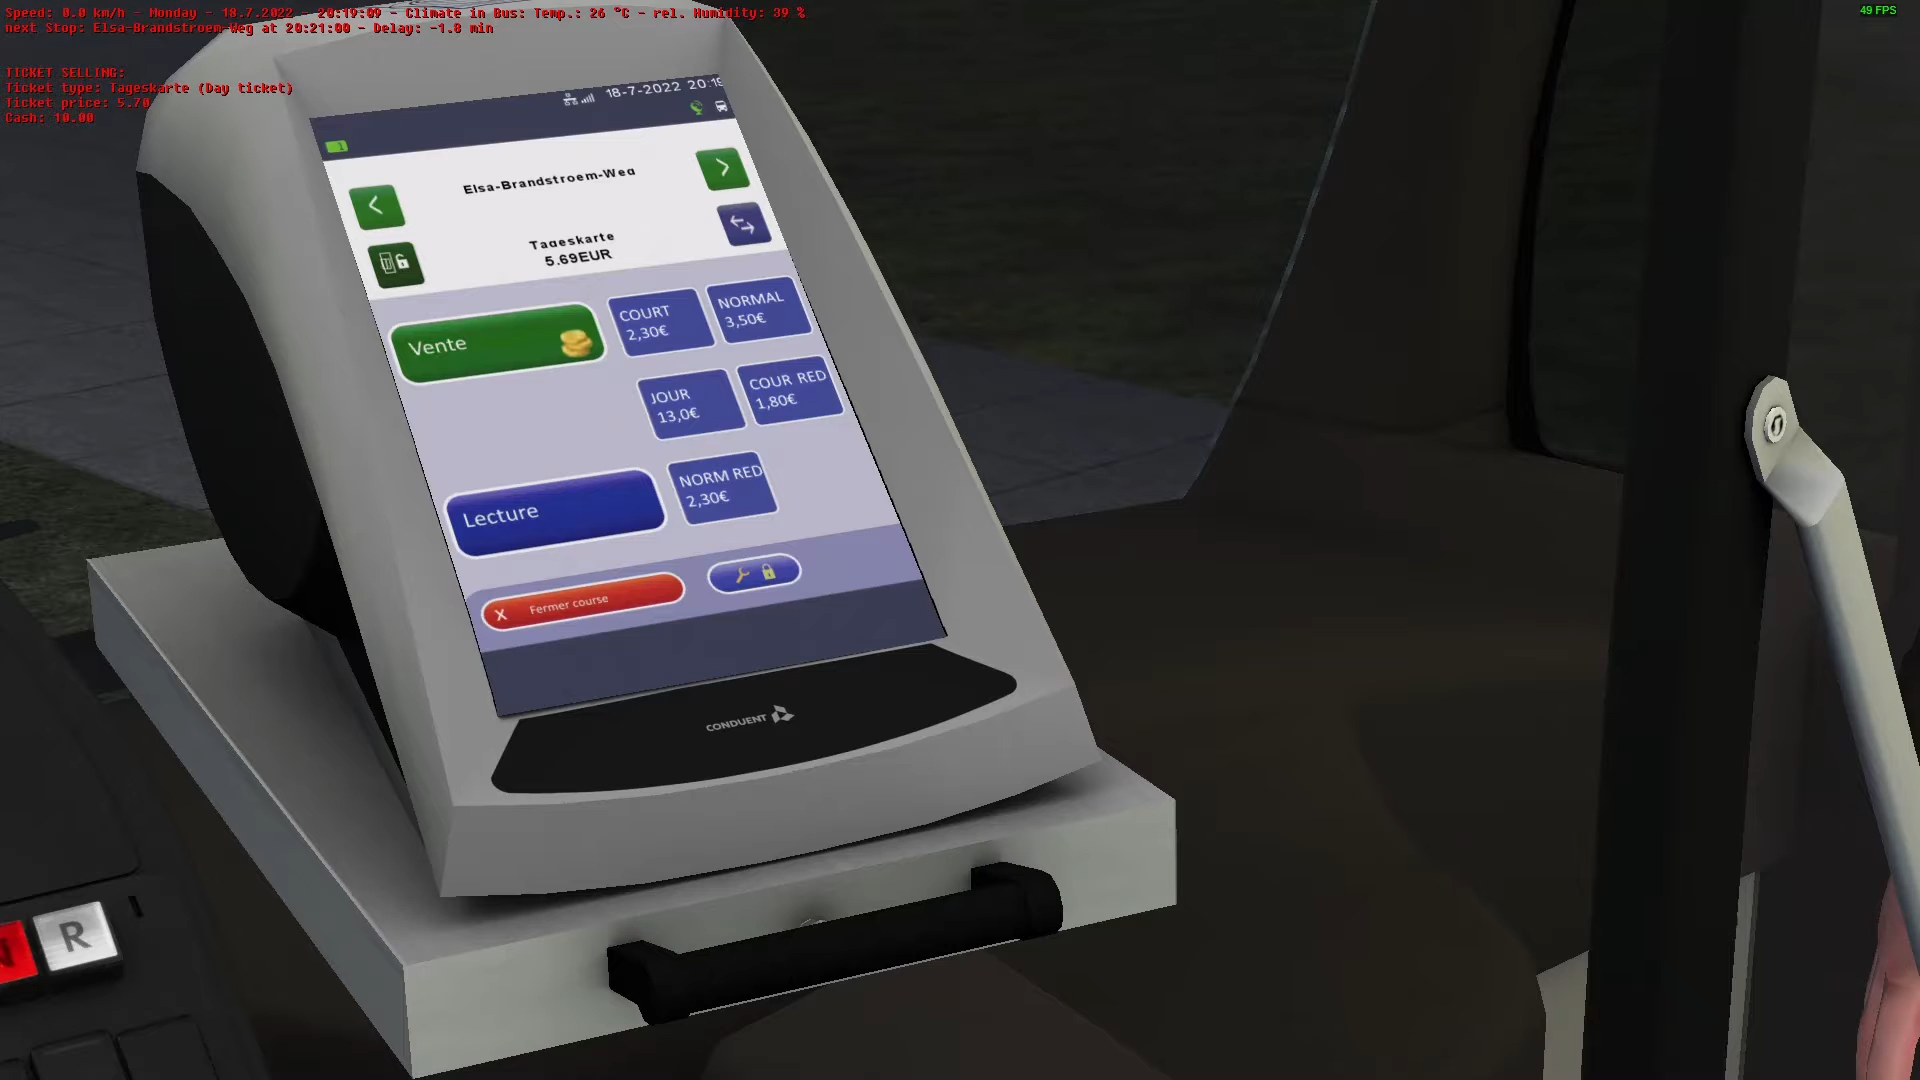 Speed: 0.0 km/h - Monday - 18.7.2022 - 20:19:09 - Climate in Bus: Temp.: 26 °C - rel. Humidity: 39 %
next Stop: Elsa-Brandstroem-Weg at 20:21:00 - Delay: -1.8 min
49 FPS
TICKET SELLING:
Ticket type: Tageskarte (Day ticket)
Ticket price: 5.70
Cash: 10.00
18-7-2022 20:19
1
Elsa-Brandstroem-Weg
Tageskarte
5.69EUR
Vente
COURT
2,30€
NORMAL
3,50€
JOUR
13,0€
COUR RED
1,80€
Lecture
NORM RED
2,30€
X Fermer course
CONDUENT
N R